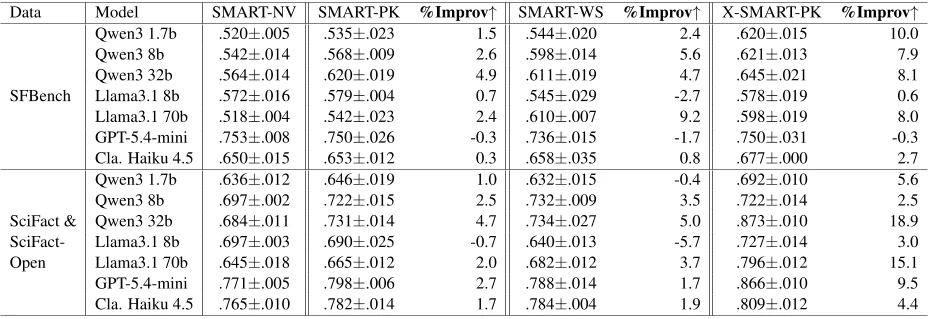 Data Model SMART-NV SMART-PK %Improv↑ SMART-WS %Improv↑ X-SMART-PK %Improv↑
Qwen3 1.7b .520±.005 .535±.023 1.5 .544±.020 2.4 .620±.015 10.0
Qwen3 8b .542±.014 .568±.009 2.6 .598±.014 5.6 .621±.013 7.9
Qwen3 32b .564±.014 .620±.019 4.9 .611±.019 4.7 .645±.021 8.1
SFBench Llama3.1 8b .572±.016 .579±.004 0.7 .545±.029 -2.7 .578±.019 0.6
Llama3.1 70b .518±.004 .542±.023 2.4 .610±.007 9.2 .598±.019 8.0
GPT-5.4-mini .753±.008 .750±.026 -0.3 .736±.015 -1.7 .750±.031 -0.3
Cla. Haiku 4.5 .650±.015 .653±.012 0.3 .658±.035 0.8 .677±.000 2.7
Qwen3 1.7b .636±.012 .646±.019 1.0 .632±.015 -0.4 .692±.010 5.6
Qwen3 8b .697±.002 .722±.015 2.5 .732±.009 3.5 .722±.014 2.5
SciFact & Qwen3 32b .684±.011 .731±.014 4.7 .734±.027 5.0 .873±.010 18.9
SciFact- Llama3.1 8b .697±.003 .690±.025 -0.7 .640±.013 -5.7 .727±.014 3.0
Open Llama3.1 70b .645±.018 .665±.012 2.0 .682±.012 3.7 .796±.012 15.1
GPT-5.4-mini .771±.005 .798±.006 2.7 .788±.014 1.7 .866±.010 9.5
Cla. Haiku 4.5 .765±.010 .782±.014 1.7 .784±.004 1.9 .809±.012 4.4